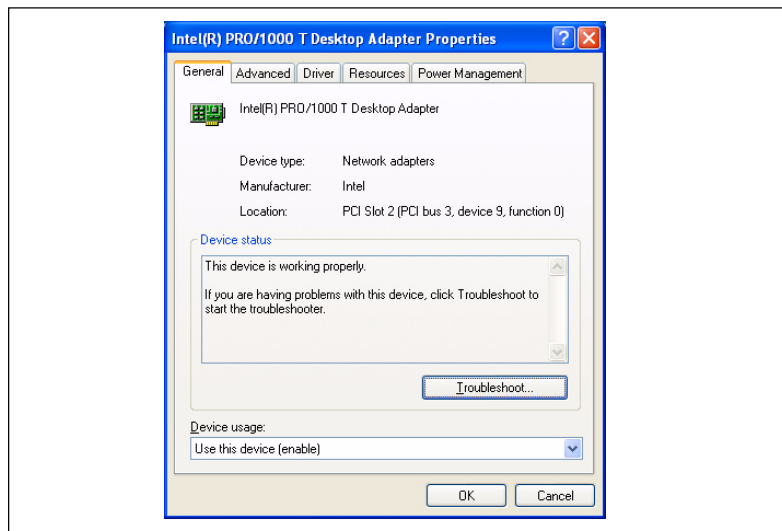 Intel(R) PRO/1000 T Desktop Adapter Properties
General Advanced Driver Resources Power Management
Intel(R) PRO/1000 T Desktop Adapter
Device type: Network adapters
Manufacturer: Intel
Location: PCI Slot 2 (PCI bus 3, device 9, function 0)
Device status
This device is working properly.
If you are having problems with this device, click Troubleshoot to
start the troubleshooter.
Troubleshoot...
Device usage:
Use this device (enable)
OK Cancel